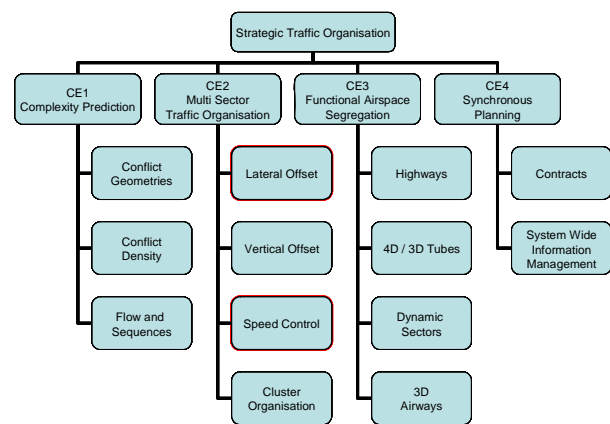 Strategic Traffic Organisation
CE1
Complexity Prediction
CE2
Multi Sector
Traffic Organisation
CE3
Functional Airspace
Segregation
CE4
Synchronous
Planning
Conflict
Geometries
Lateral Offset
Highways
Contracts
Conflict
Density
Vertical Offset
4D / 3D Tubes
System Wide
Information
Management
Flow and
Sequences
Speed Control
Dynamic
Sectors
Cluster
Organisation
3D
Airways